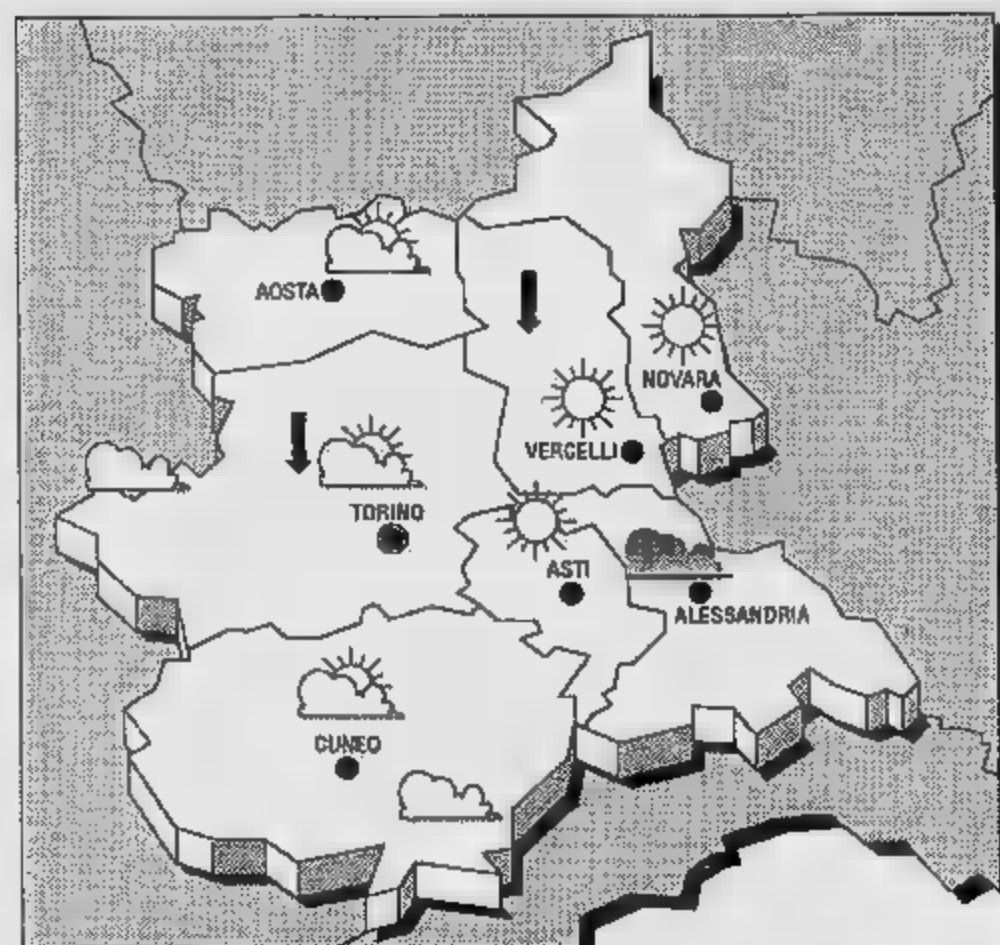 AOSTA
NOVARA
VERCELLI
TORINO
ASTI
ALESSANDRIA
CUNEO